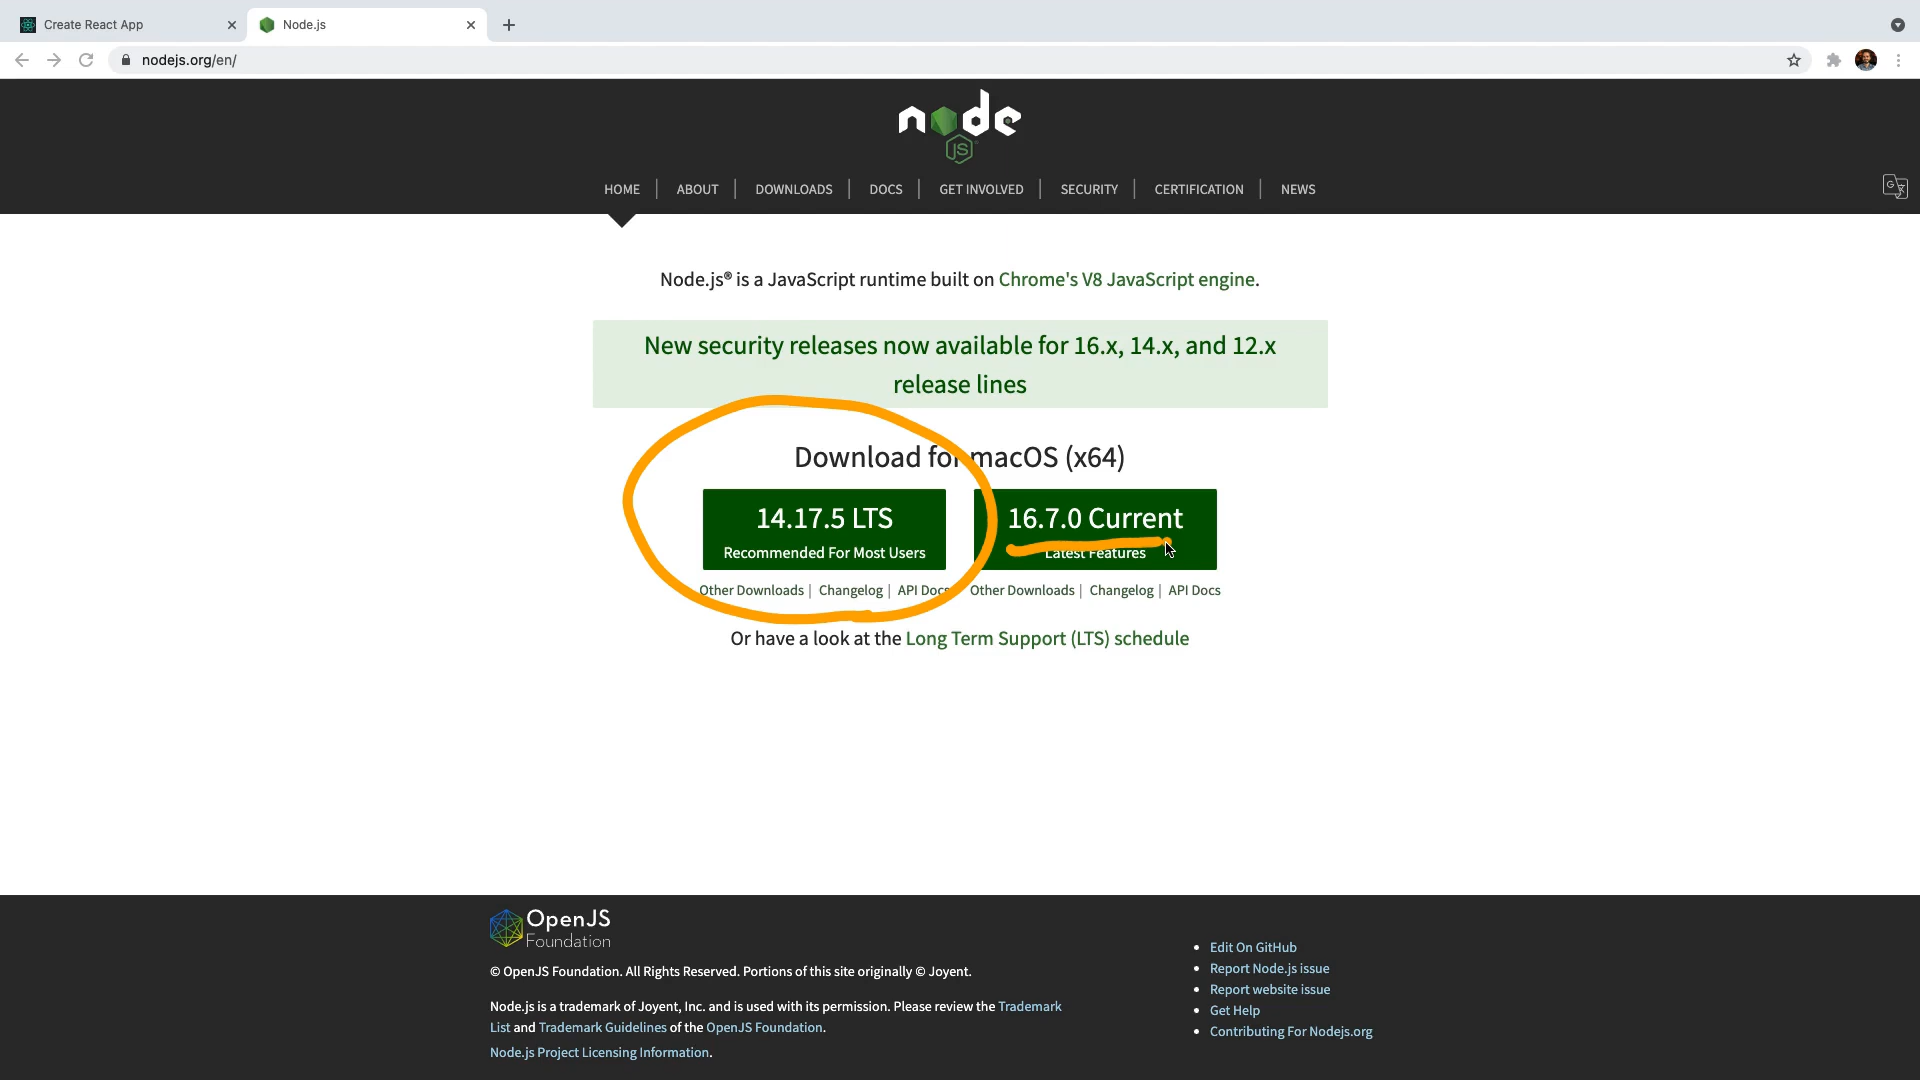 Create React App
Node.js
nodejs.org/en/
node
JS
HOME
ABOUT
DOWNLOADS
DOCS
GET INVOLVED
SECURITY
CERTIFICATION
NEWS
Node.js® is a JavaScript runtime built on Chrome's V8 JavaScript engine.
New security releases now available for 16.x, 14.x, and 12.x
release lines
Download for macOS (x64)
14.17.5 LTS
Recommended For Most Users
Other Downloads | Changelog | API Docs
16.7.0 Current
Latest Features
Other Downloads | Changelog | API Docs
Or have a look at the Long Term Support (LTS) schedule
OpenJS
Foundation
© OpenJS Foundation. All Rights Reserved. Portions of this site originally © Joyent.
Node.js is a trademark of Joyent, Inc. and is used with its permission. Please review the Trademark
List and Trademark Guidelines of the OpenJS Foundation.
Node.js Project Licensing Information.
Edit On GitHub
Report Node.js issue
Report website issue
Get Help
Contributing For Nodejs.org